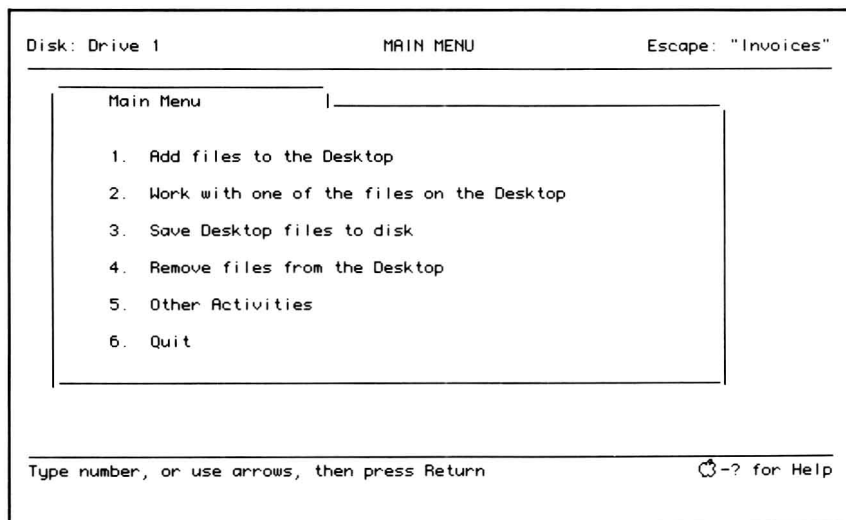 Disk: Drive 1 MAIN MENU Escape: "Invoices"
Main Menu
1. Add files to the Desktop
2. Work with one of the files on the Desktop
3. Save Desktop files to disk
4. Remove files from the Desktop
5. Other Activities
6. Quit
Type number, or use arrows, then press Return -? for Help